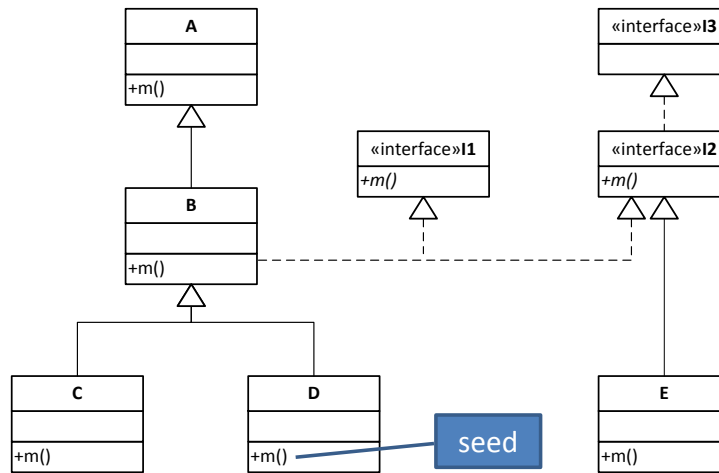 A
+m()
«interface»I3
«interface»I1
+m()
«interface»I2
+m()
B
+m()
C
+m()
D
+m()
seed
E
+m()